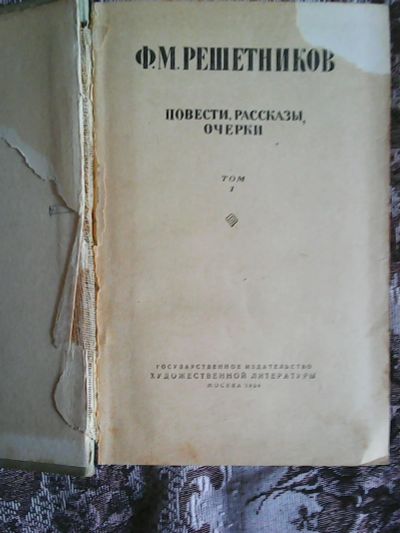 Ф.М.РЕШЕТНИКОВ
ПОВЕСТИ, РАССКАЗЫ,
ОЧЕРКИ
ТОМ
I
ГОСУДАРСТВЕННОЕ ИЗДАТЕЛЬСТВО
ХУДОЖЕСТВЕННОЙ ЛИТЕРАТУРЫ
МОСКВА